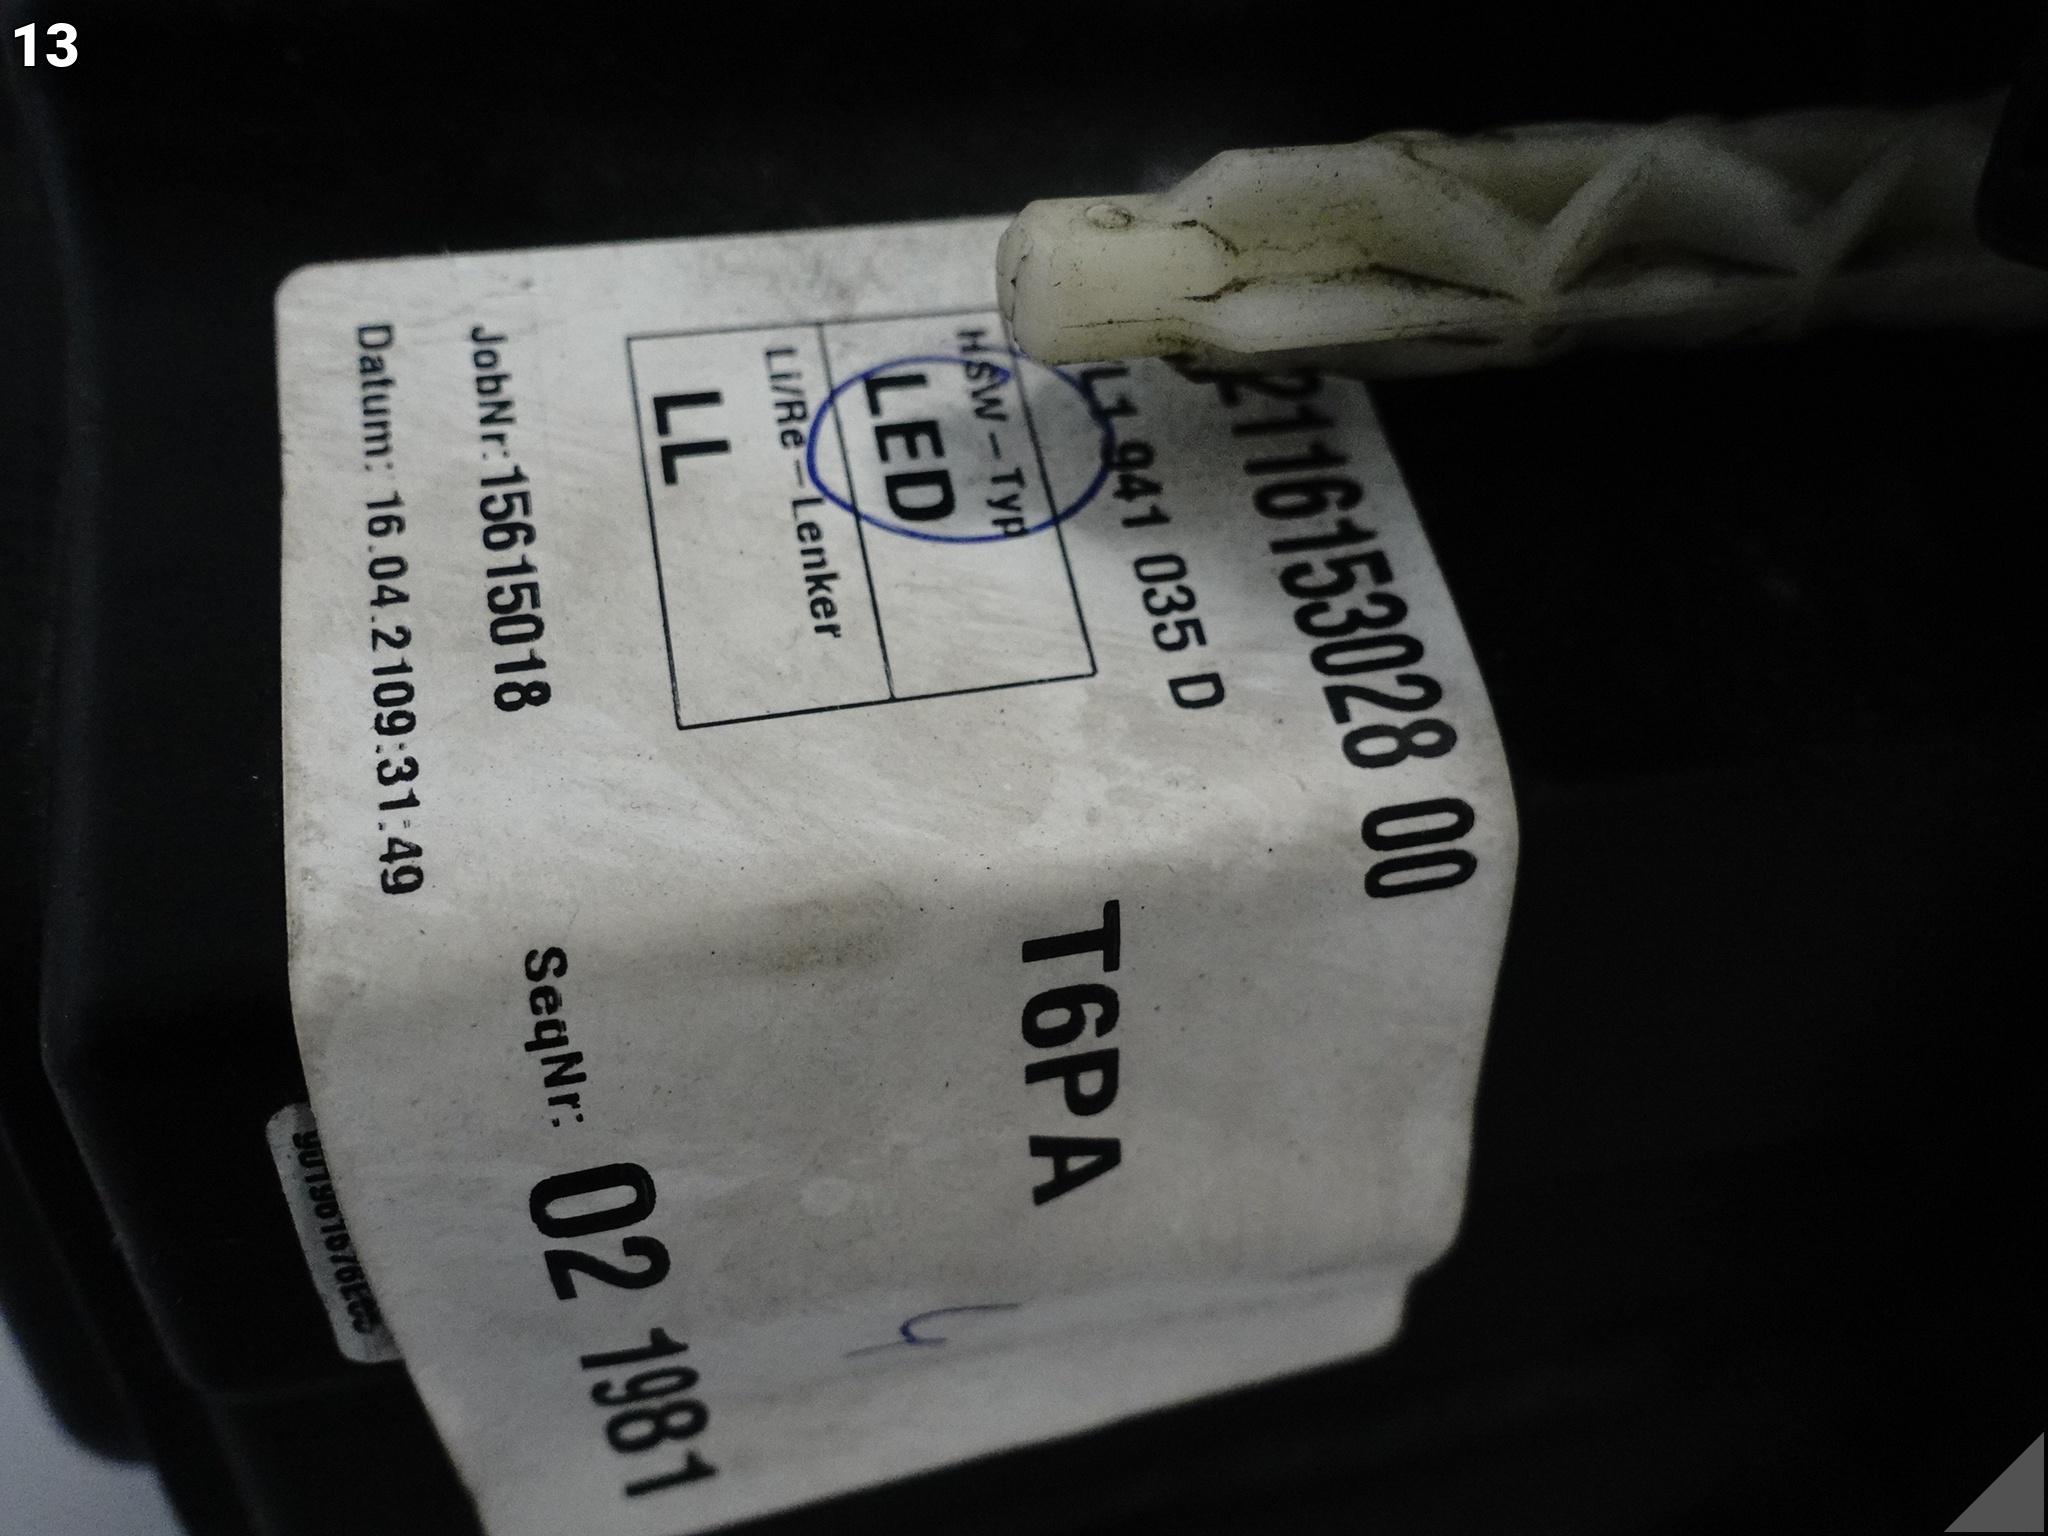 13
2116153028 00
L1 941 035 D
HSW-Typ
LED
T6PA
Li/Re-Lenker
LL
JobNr:15615018
SeqNr: 02 1981
Datum: 16.04.2109:31:49